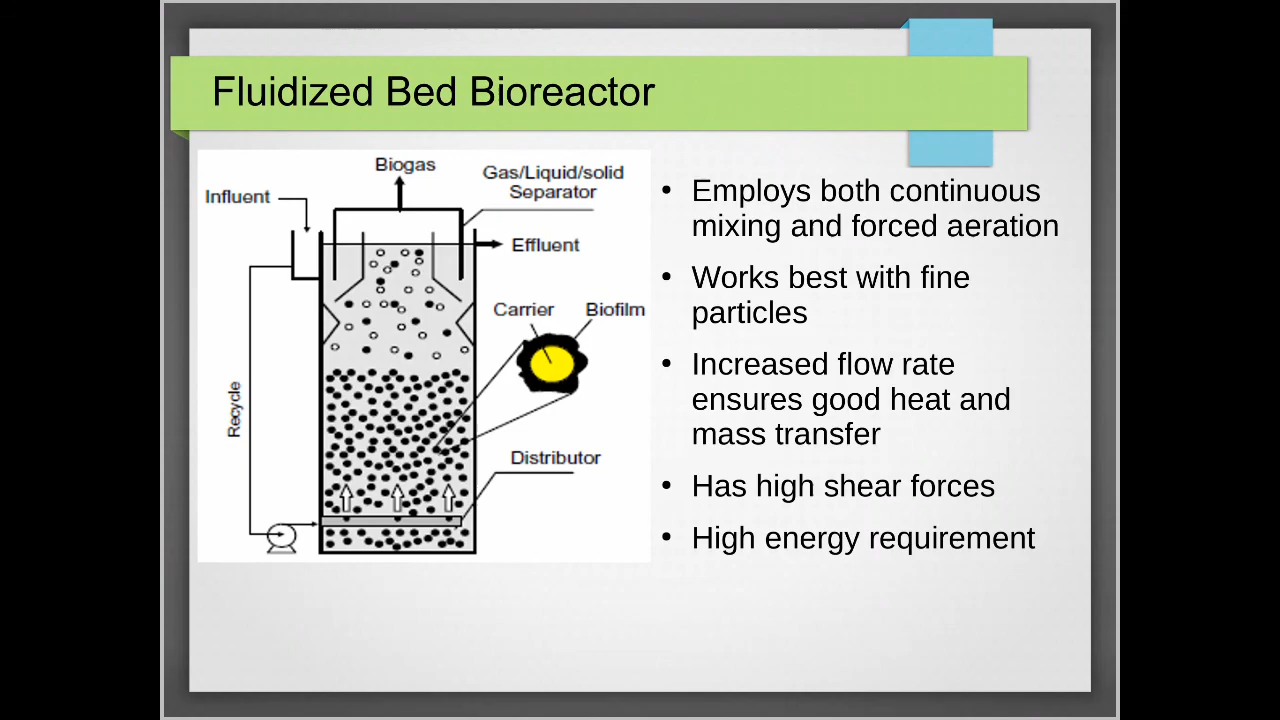 Fluidized Bed Bioreactor
Biogas
Gas/Liquid/solid
Separator
Influent
Effluent
Carrier
Biofilm
Recycle
Distributor
• Employs both continuous
mixing and forced aeration
• Works best with fine
particles
• Increased flow rate
ensures good heat and
mass transfer
• Has high shear forces
• High energy requirement